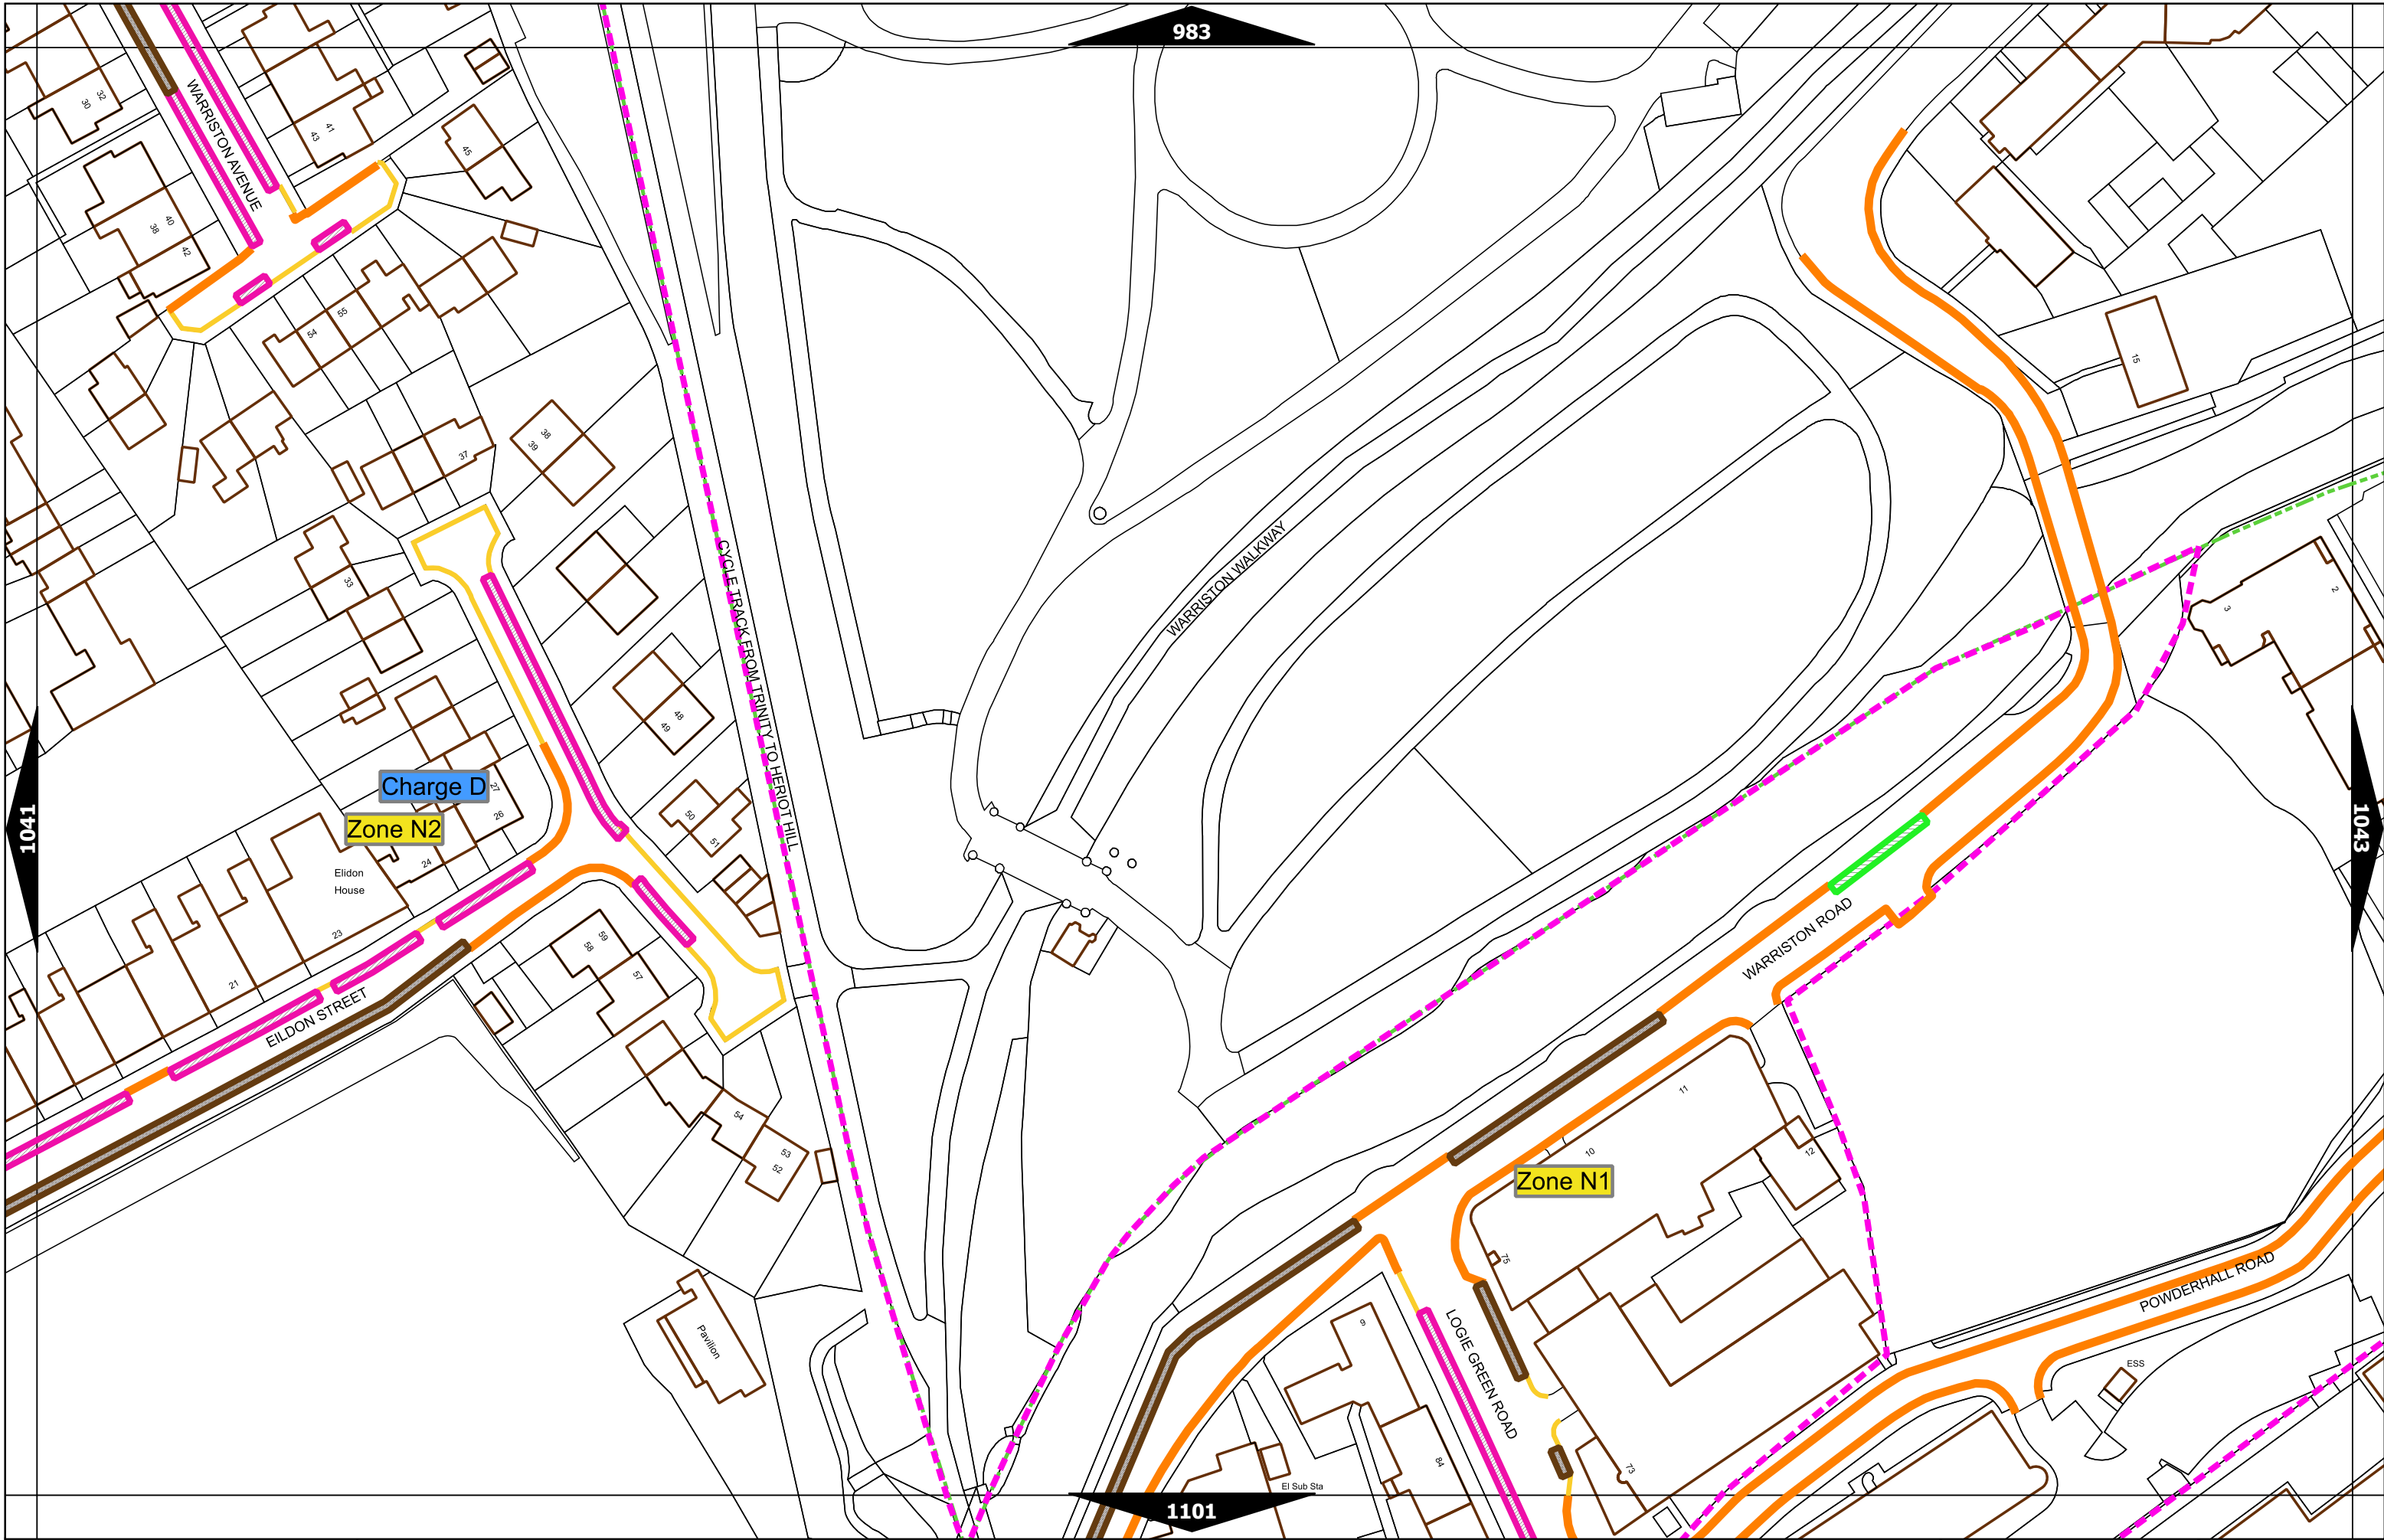 983
WARRISTON AVENUE
30
32
43
41
45
38
40
42
54
55
15
37
39
38
33
CYCLE TRACK FROM TRINITY TO HERIOT HILL
WARRISTON WALKWAY
3
2
48
49
Charge D
27
26
Zone N2
24
50
51
1041
1043
Elidon
House
23
21
58
59
57
EILDON STREET
WARRISTON ROAD
54
53
52
11
10
12
Zone N1
75
POWDERHALL ROAD
Pavilion
9
LOGIE GREEN ROAD
ESS
84
73
El Sub Sta
1101